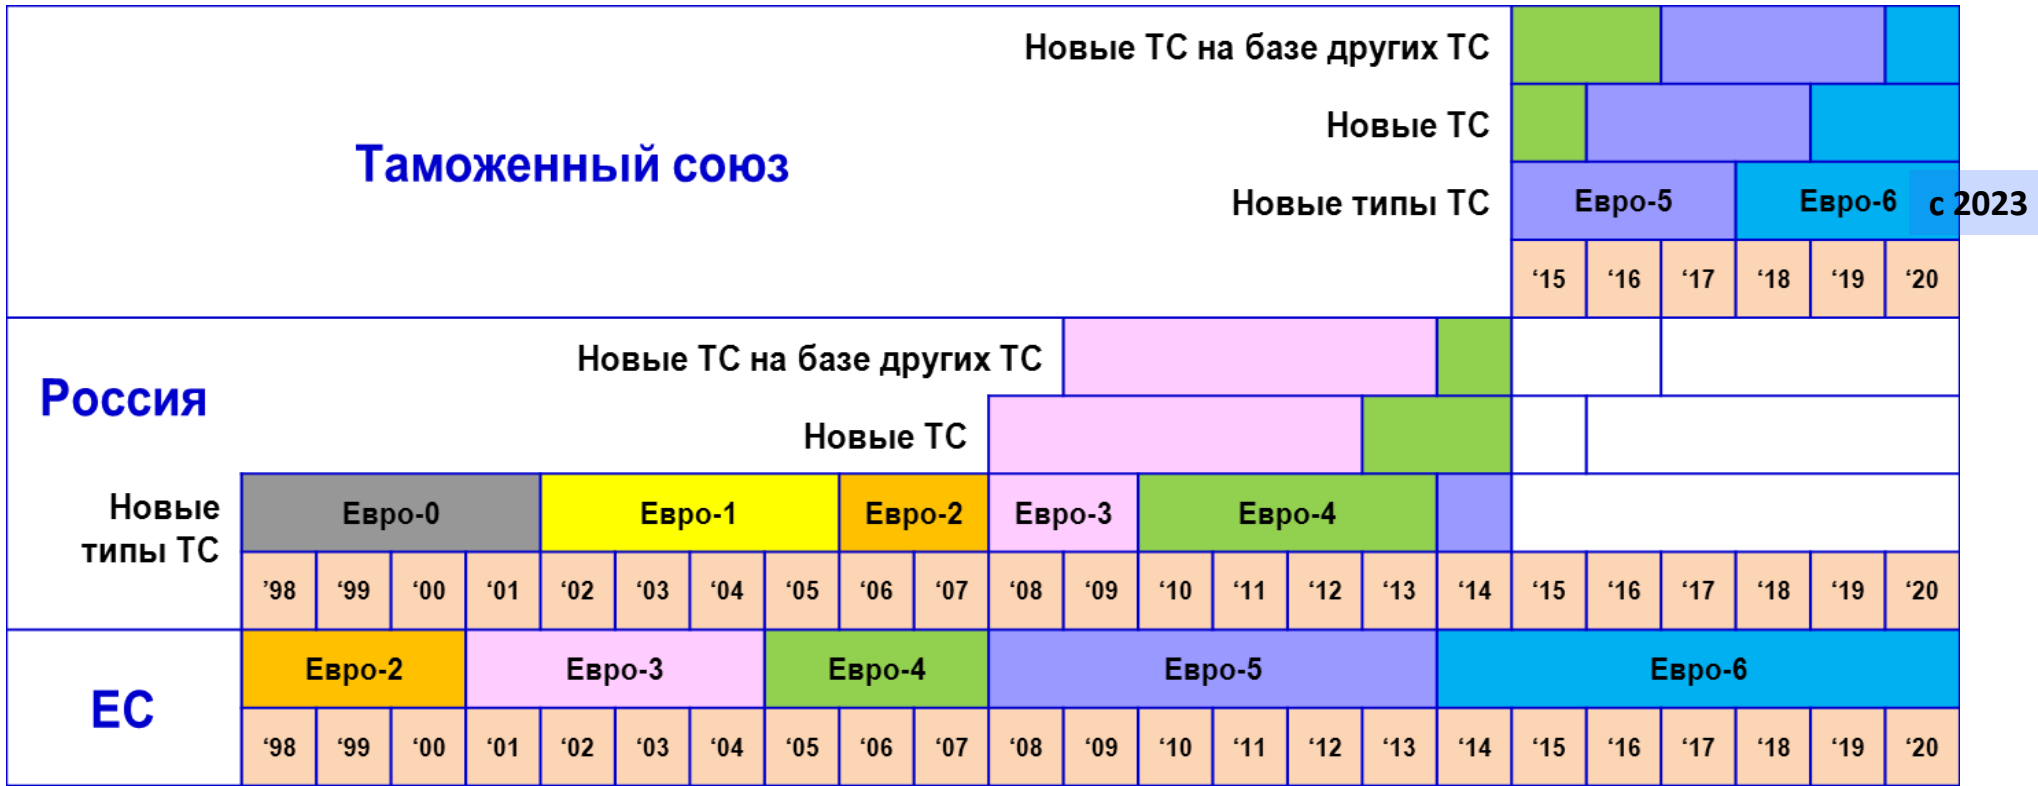 Новые ТС на базе других ТС
Новые ТС
Таможенный союз
Новые типы ТС Евро-5 Евро-6 с 2023
‘15 ‘16 ‘17 ‘18 ‘19 ‘20
Новые ТС на базе других ТС
Россия
Новые ТС
Новые
типы ТС
Евро-0 Евро-1 Евро-2 Евро-3 Евро-4
’98 ‘99 ‘00 ‘01 ‘02 ‘03 ‘04 ‘05 ‘06 ‘07 ‘08 ‘09 ‘10 ‘11 ‘12 ‘13 ‘14 ‘15 ‘16 ‘17 ‘18 ‘19 ‘20
ЕС
Евро-2 Евро-3 Евро-4 Евро-5 Евро-6
‘98 ‘99 ‘00 ‘01 ‘02 ‘03 ‘04 ‘05 ‘06 ‘07 ‘08 ‘09 ‘10 ‘11 ‘12 ‘13 ‘14 ‘15 ‘16 ‘17 ‘18 ‘19 ‘20